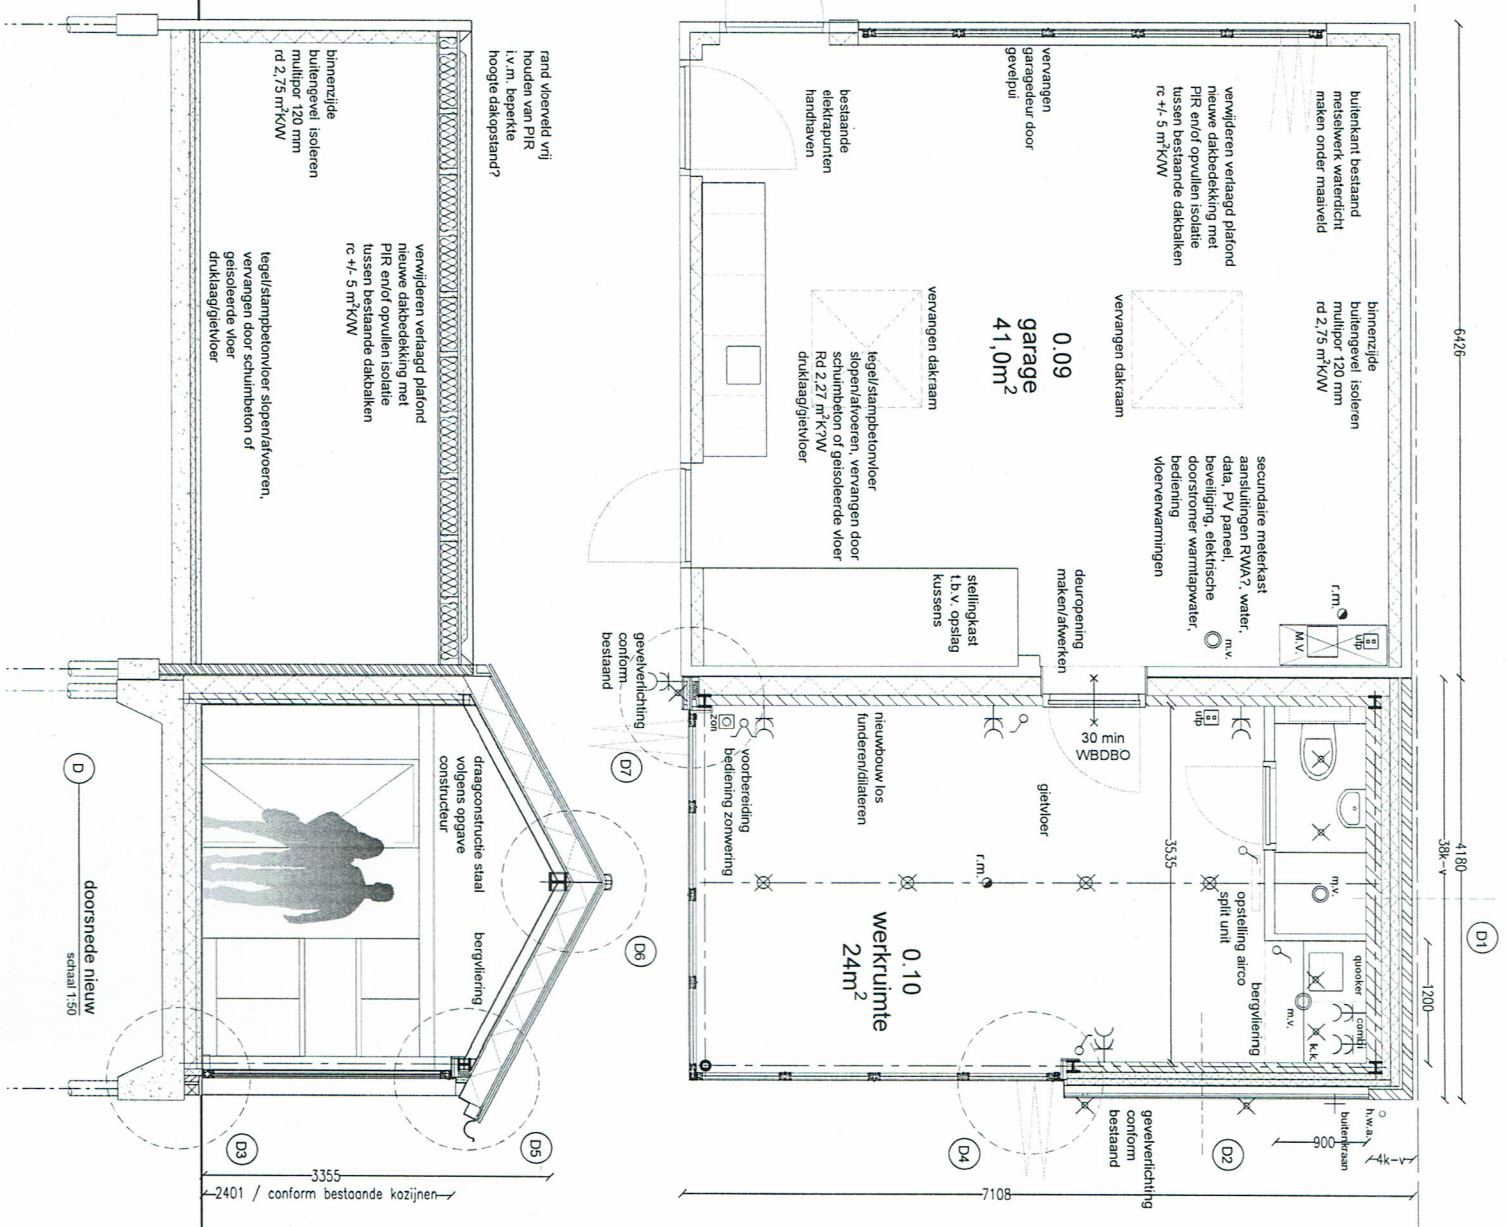 6426
4180
38k-v
D1
buitenkant bestaand
metselwerk waterdicht
maken onder maaiveld
binnenzijde
buitengevel isoleren
multipor 120 mm
rd 2,75 m²K/W
verwijderen verlaagd plafond
nieuwe dakbedekking met
PIR en/of opvullen isolatie
tussen bestaande dakbalken
rc +/- 5 m²K/W
secundaire meterkast
aansluitingen RWA?, water,
data, PV paneel,
beveiliging, elektrische
doorstromer warmtapwater,
bediening
vloerverwarmingen
r.m.
m.v.
M.V.
utp
vervangen
garagedeur door
gevelpui
vervangen dakraam
0.09
garage
41,0m²
vervangen dakraam
bestaande
elektrapunten
handhaven
tegel/stampbetonvloer
slopen/afvoeren, vervangen door
schuimbeton of geisoleerde vloer
Rd 2,27 m²K?W
druklaag/gietvloer
deuropening
maken/afwerken
stellingkast
t.b.v. opslag
kussens
30 min
WBDBO
utp
3535
gietvloer
nieuwbouw los
funderen/dilateren
voorbereiding
bediening zonwering
zon
r.m.
0.10
werkruimte
24m²
opstelling airco
split unit
bergvliering
m.v.
quooker
combi
k.k.
m.v.
1200
h.w.a.
buitenkraan
900
4k-v
D2
gevelverlichting
conform
bestaand
D4
7108
gevelverlichting
conform
bestaand
D7
D6
rand vloerveld vrij
houden van PIR
i.v.m. beperkte
hoogte dakopstand?
binnenzijde
buitengevel isoleren
multipor 120 mm
rd 2,75 m²K/W
verwijderen verlaagd plafond
nieuwe dakbedekking met
PIR en/of opvullen isolatie
tussen bestaande dakbalken
rc +/- 5 m²K/W
tegel/stampbetonvloer slopen/afvoeren,
vervangen door schuimbeton of
geisoleerde vloer
druklaag/gietvloer
draagconstructie staal
volgens opgave
constructeur
bergvliering
D5
D3
3355
2401 / conform bestaande kozijnen
D
doorsnede nieuw
schaal 1:50